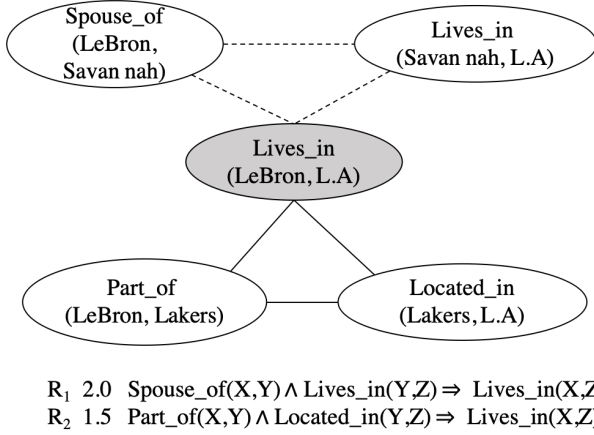 Spouse_of
(LeBron,
Savan nah)
Lives_in
(Savan nah, L.A)
Lives_in
(LeBron, L.A)
Part_of
(LeBron, Lakers)
Located_in
(Lakers, L.A)
R₁ 2.0 Spouse_of(X,Y) ∧ Lives_in(Y,Z) ⇒ Lives_in(X,Z
R₂ 1.5 Part_of(X,Y) ∧ Located_in(Y,Z) ⇒ Lives_in(X,Z)